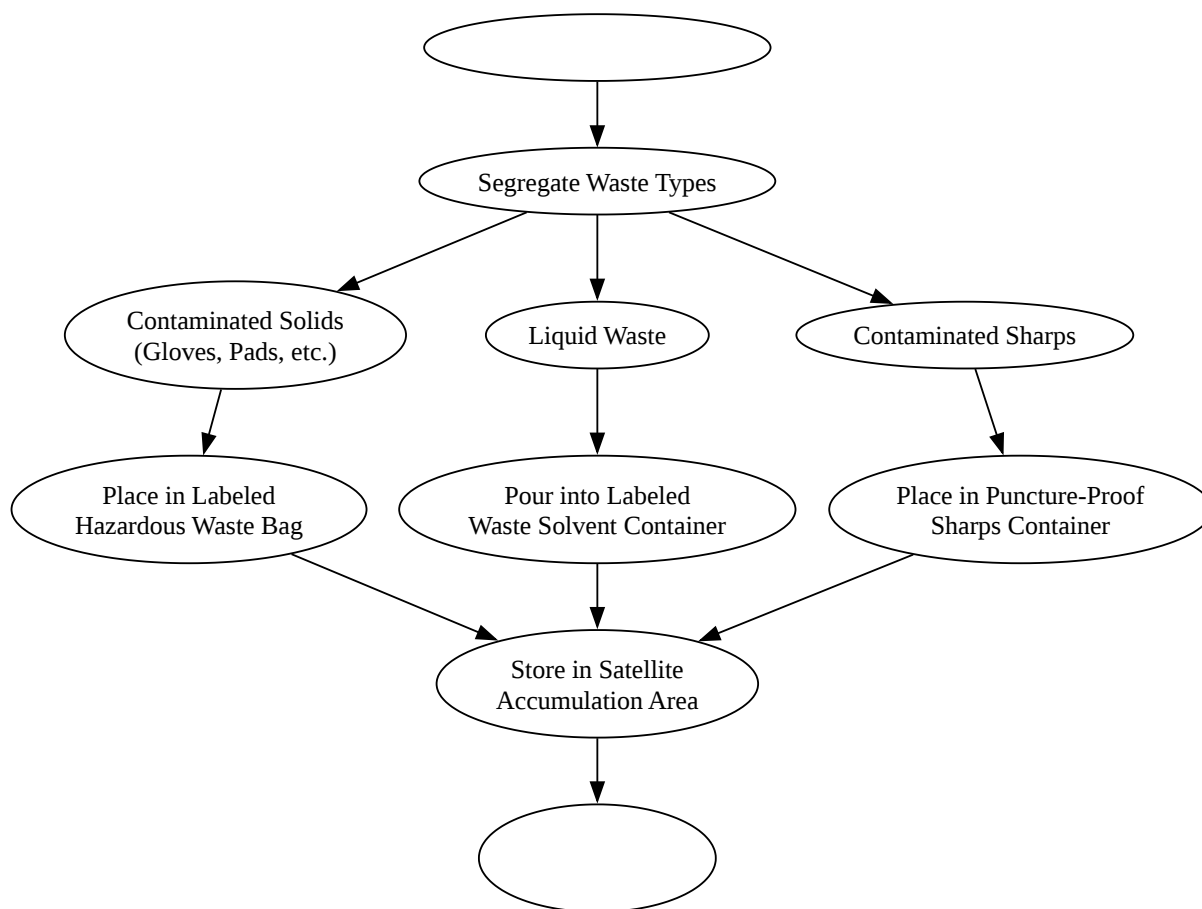 Segregate Waste Types
Contaminated Solids
(Gloves, Pads, etc.)
Liquid Waste
Contaminated Sharps
Place in Labeled
Hazardous Waste Bag
Pour into Labeled
Waste Solvent Container
Place in Puncture-Proof
Sharps Container
Store in Satellite
Accumulation Area